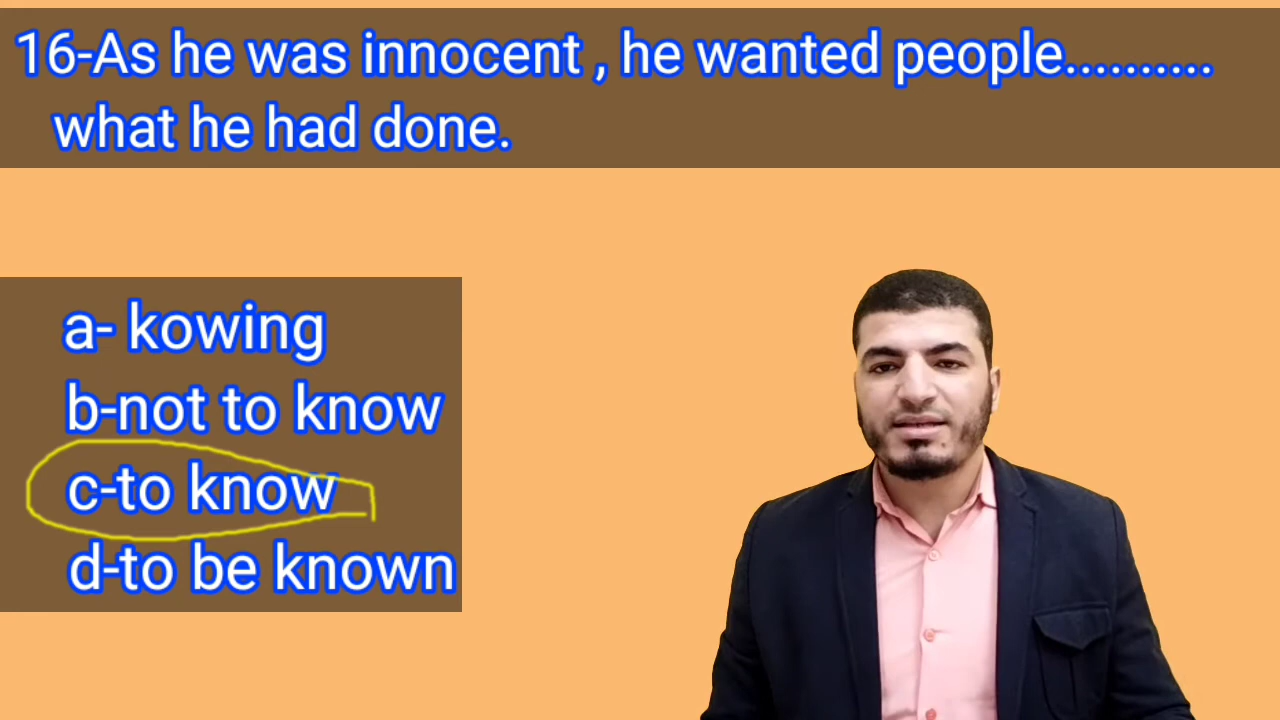 16-As he was innocent , he wanted people..........
what he had done.
a- kowing
b-not to know
c-to know
d-to be known